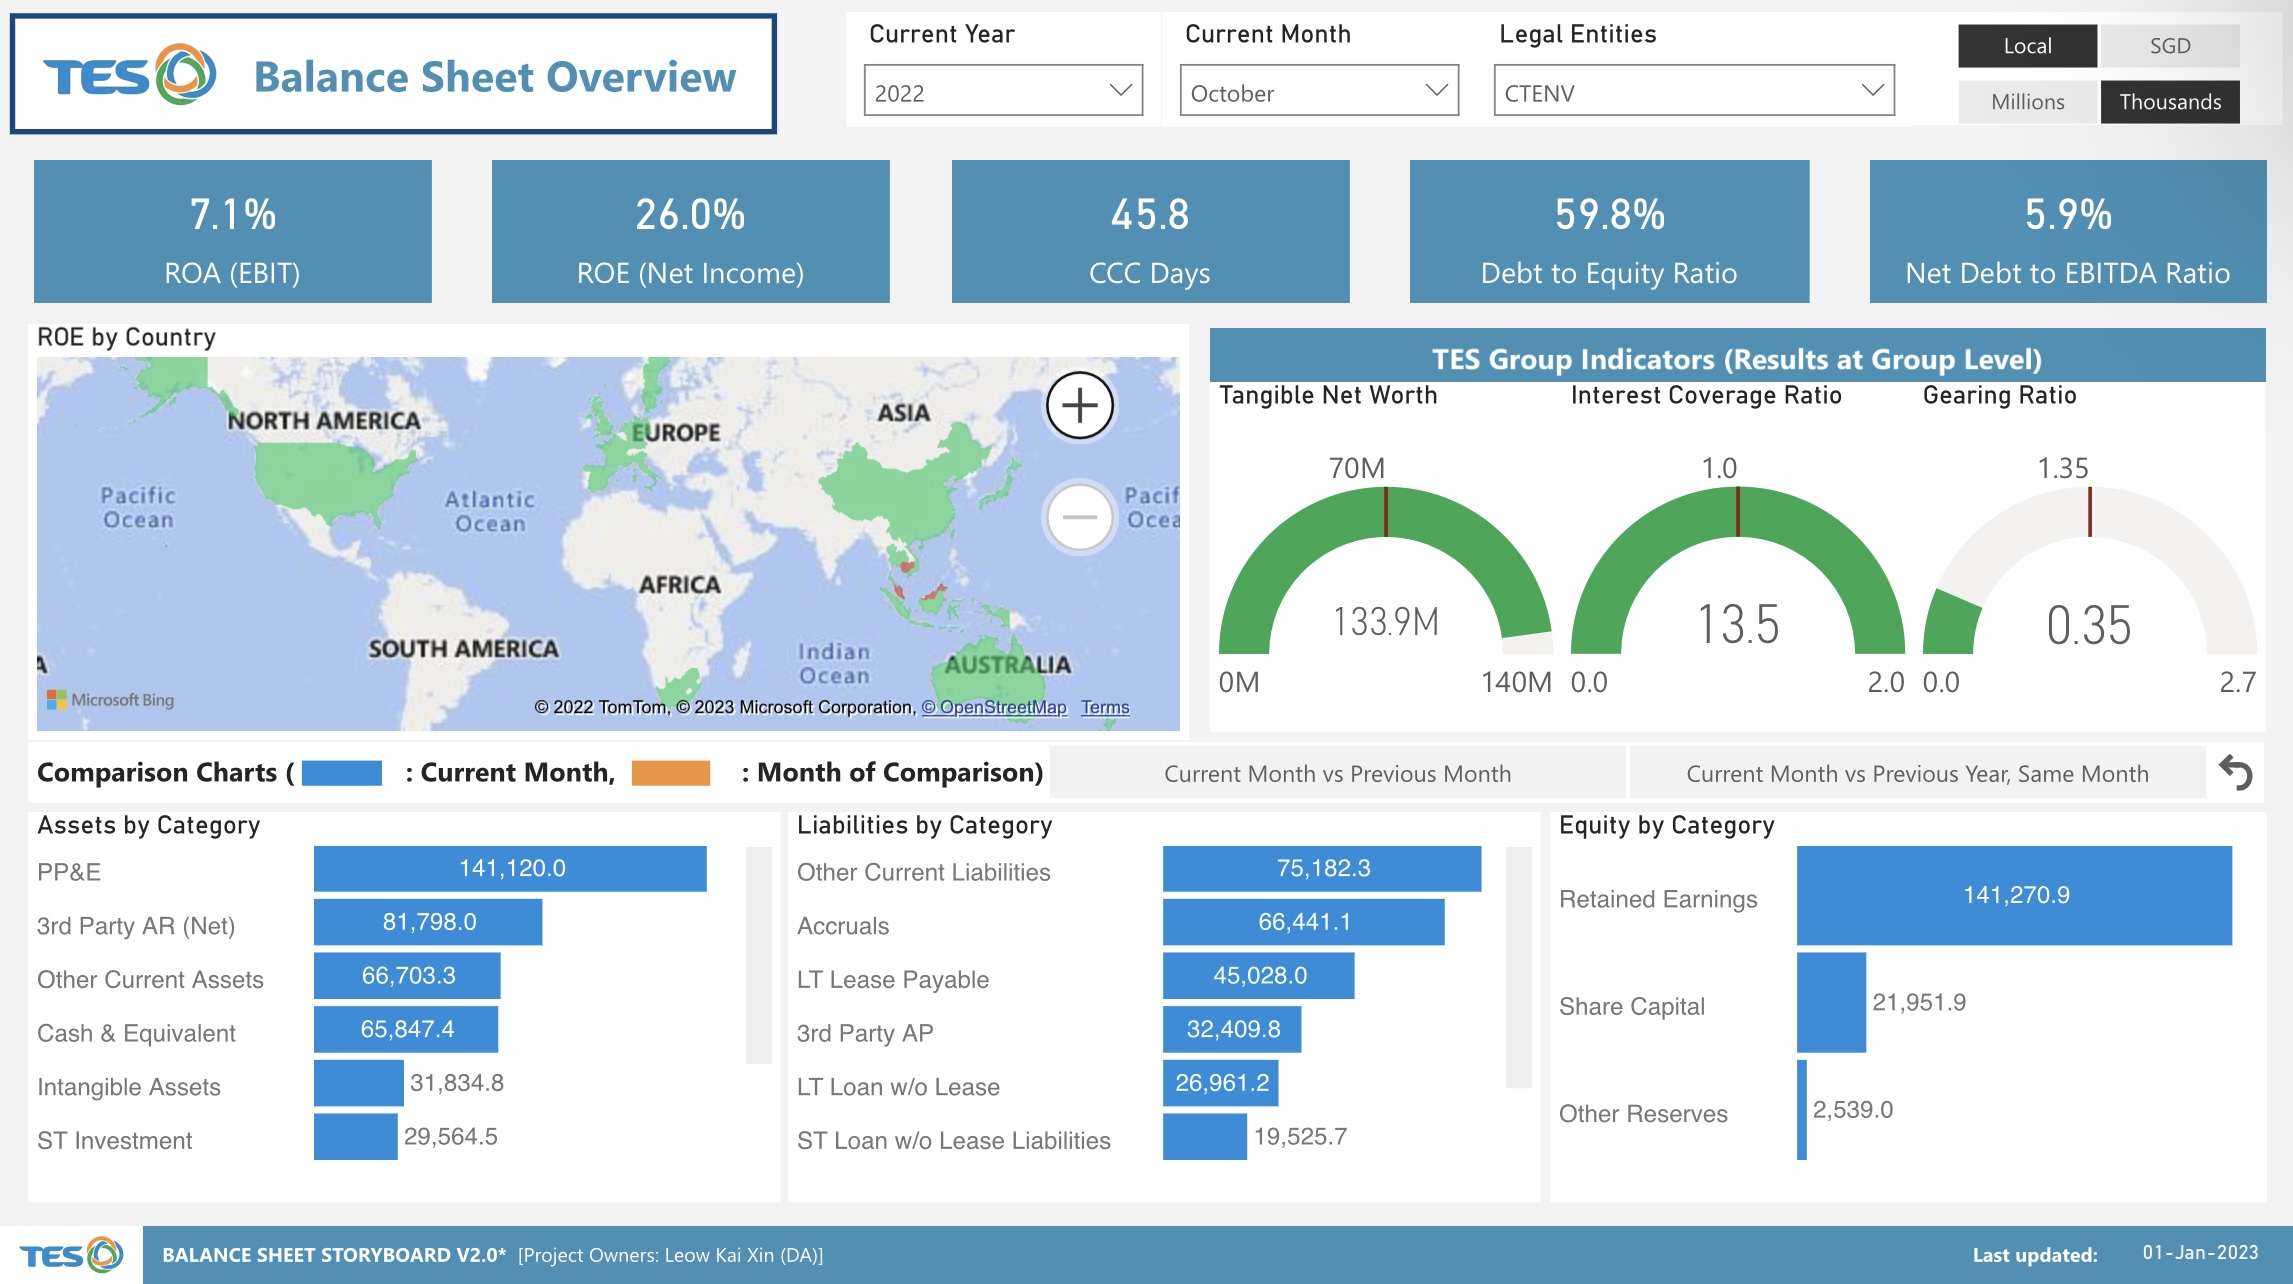 TES Balance Sheet Overview
Current Year
2022
Current Month
October
Legal Entities
CTENV
Local SGD
Millions Thousands
7.1%
ROA (EBIT)
26.0%
ROE (Net Income)
45.8
CCC Days
59.8%
Debt to Equity Ratio
5.9%
Net Debt to EBITDA Ratio
ROE by Country
NORTH AMERICA
EUROPE
ASIA
Pacific
Ocean
Atlantic
Ocean
Pacif
Ocea
AFRICA
SOUTH AMERICA
Indian
Ocean
AUSTRALIA
A
Microsoft Bing
© 2022 TomTom, © 2023 Microsoft Corporation, © OpenStreetMap Terms
TES Group Indicators (Results at Group Level)
Tangible Net Worth
70M
133.9M
0M 140M
Interest Coverage Ratio
1.0
13.5
0.0 2.0
Gearing Ratio
1.35
0.35
0.0 2.7
Comparison Charts ( : Current Month, : Month of Comparison)
Current Month vs Previous Month
Current Month vs Previous Year, Same Month
Assets by Category
PP&E 141,120.0
3rd Party AR (Net) 81,798.0
Other Current Assets 66,703.3
Cash & Equivalent 65,847.4
Intangible Assets 31,834.8
ST Investment 29,564.5
Liabilities by Category
Other Current Liabilities 75,182.3
Accruals 66,441.1
LT Lease Payable 45,028.0
3rd Party AP 32,409.8
LT Loan w/o Lease 26,961.2
ST Loan w/o Lease Liabilities 19,525.7
Equity by Category
Retained Earnings 141,270.9
Share Capital 21,951.9
Other Reserves 2,539.0
TES
BALANCE SHEET STORYBOARD V2.0* [Project Owners: Leow Kai Xin (DA)]
Last updated: 01-Jan-2023